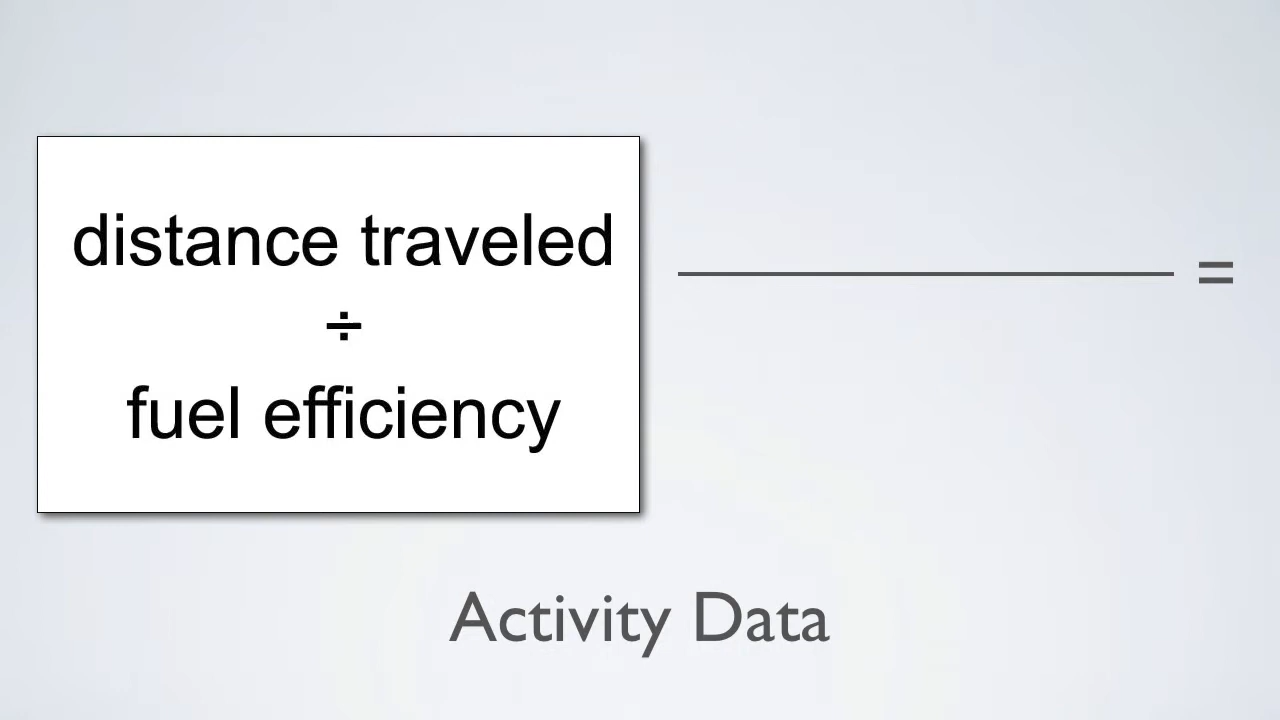 distance traveled
÷
fuel efficiency
=
Activity Data